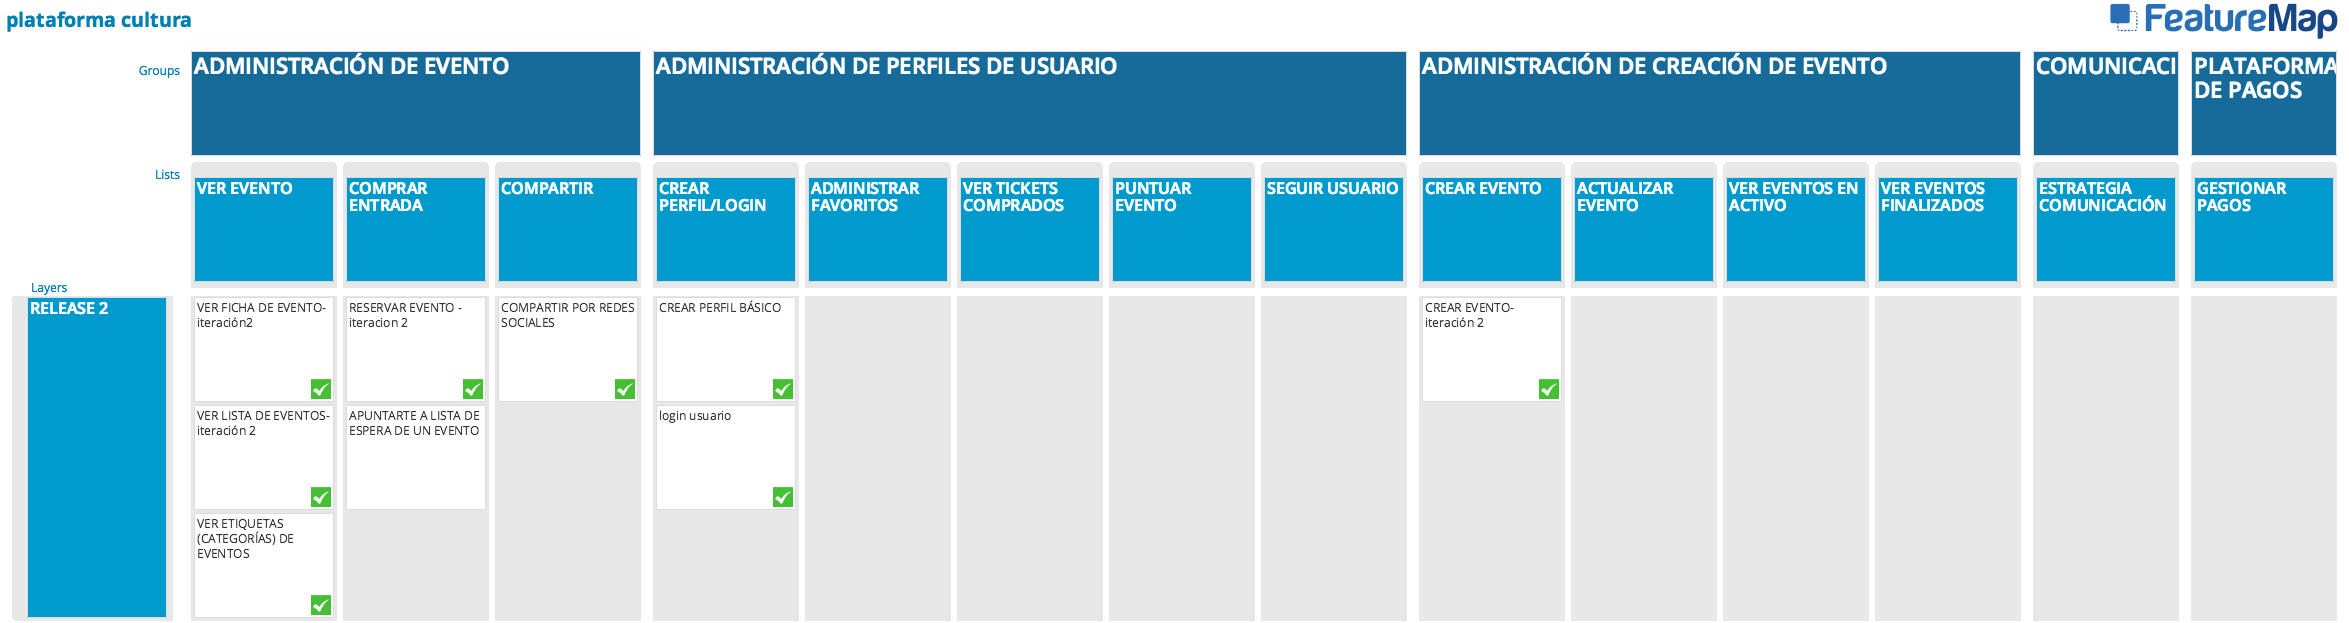 plataforma cultura
FeatureMap
Groups
ADMINISTRACIÓN DE EVENTO
ADMINISTRACIÓN DE PERFILES DE USUARIO
ADMINISTRACIÓN DE CREACIÓN DE EVENTO
COMUNICACI
PLATAFORMA
DE PAGOS
Lists
VER EVENTO
COMPRAR
ENTRADA
COMPARTIR
CREAR
PERFIL/LOGIN
ADMINISTRAR
FAVORITOS
VER TICKETS
COMPRADOS
PUNTUAR
EVENTO
SEGUIR USUARIO
CREAR EVENTO
ACTUALIZAR
EVENTO
VER EVENTOS EN
ACTIVO
VER EVENTOS
FINALIZADOS
ESTRATEGIA
COMUNICACIÓN
GESTIONAR
PAGOS
Layers
RELEASE 2
VER FICHA DE EVENTO-
iteración2
RESERVAR EVENTO -
iteracion 2
COMPARTIR POR REDES
SOCIALES
CREAR PERFIL BÁSICO
CREAR EVENTO-
iteración 2
VER LISTA DE EVENTOS-
iteración 2
APUNTARTE A LISTA DE
ESPERA DE UN EVENTO
login usuario
VER ETIQUETAS
(CATEGORÍAS) DE
EVENTOS